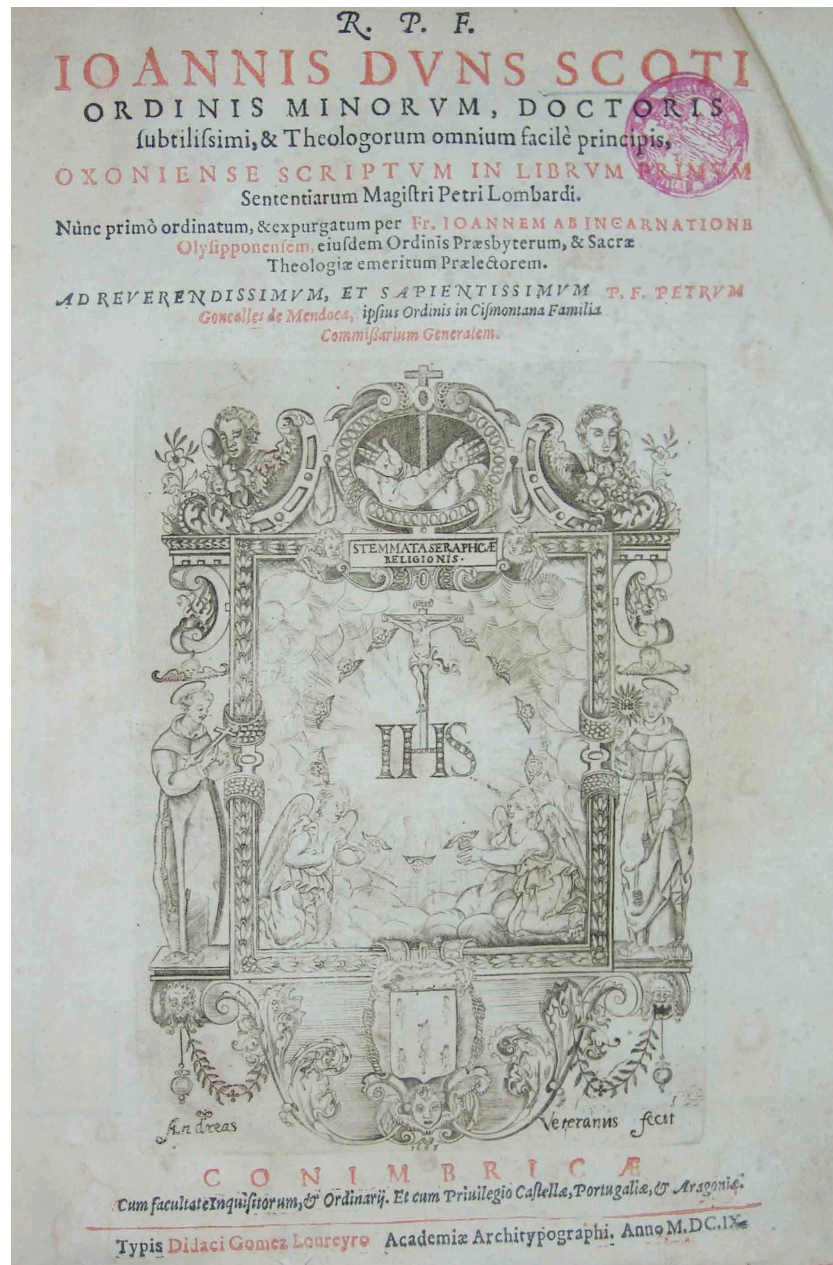 R. P. F.
IOANNIS DVNS SCOTI
ORDINIS MINORVM, DOCTORIS
ſubtiliſsimi, & Theologorum omnium facilè principis,
OXONIENSE SCRIPTVM IN LIBRVM PRIMVM
Sententiarum Magiſtri Petri Lombardi.
Nùnc primò ordinatum, & expurgatum per Fr. IOANNEM AB INCARNATIONE
Olyſipponenſem, eiuſdem Ordinis Præsbyterum, & Sacræ
Theologiæ emeritum Prælectorem.
AD REVERENDISSIMVM, ET SAPIENTISSIMVM P. F. PETRVM
Goncalles de Mendoca, ipſius Ordinis in Ciſmontana Familia
Commiſsarium Generalem.
STEMMATA SERAPHCÆ
RELIGIONIS.
IHS
IHS
Andreas Veteranus fecit
CONIMBRICÆ
Cum facultate Inquiſitorum, & Ordinarij. Et cum Priuilegio Caſtellæ, Portugaliæ, & Aragoniæ.
Typis Didaci Gomez Loureyro Academiæ Architypographi. Anno M.DC.IX.